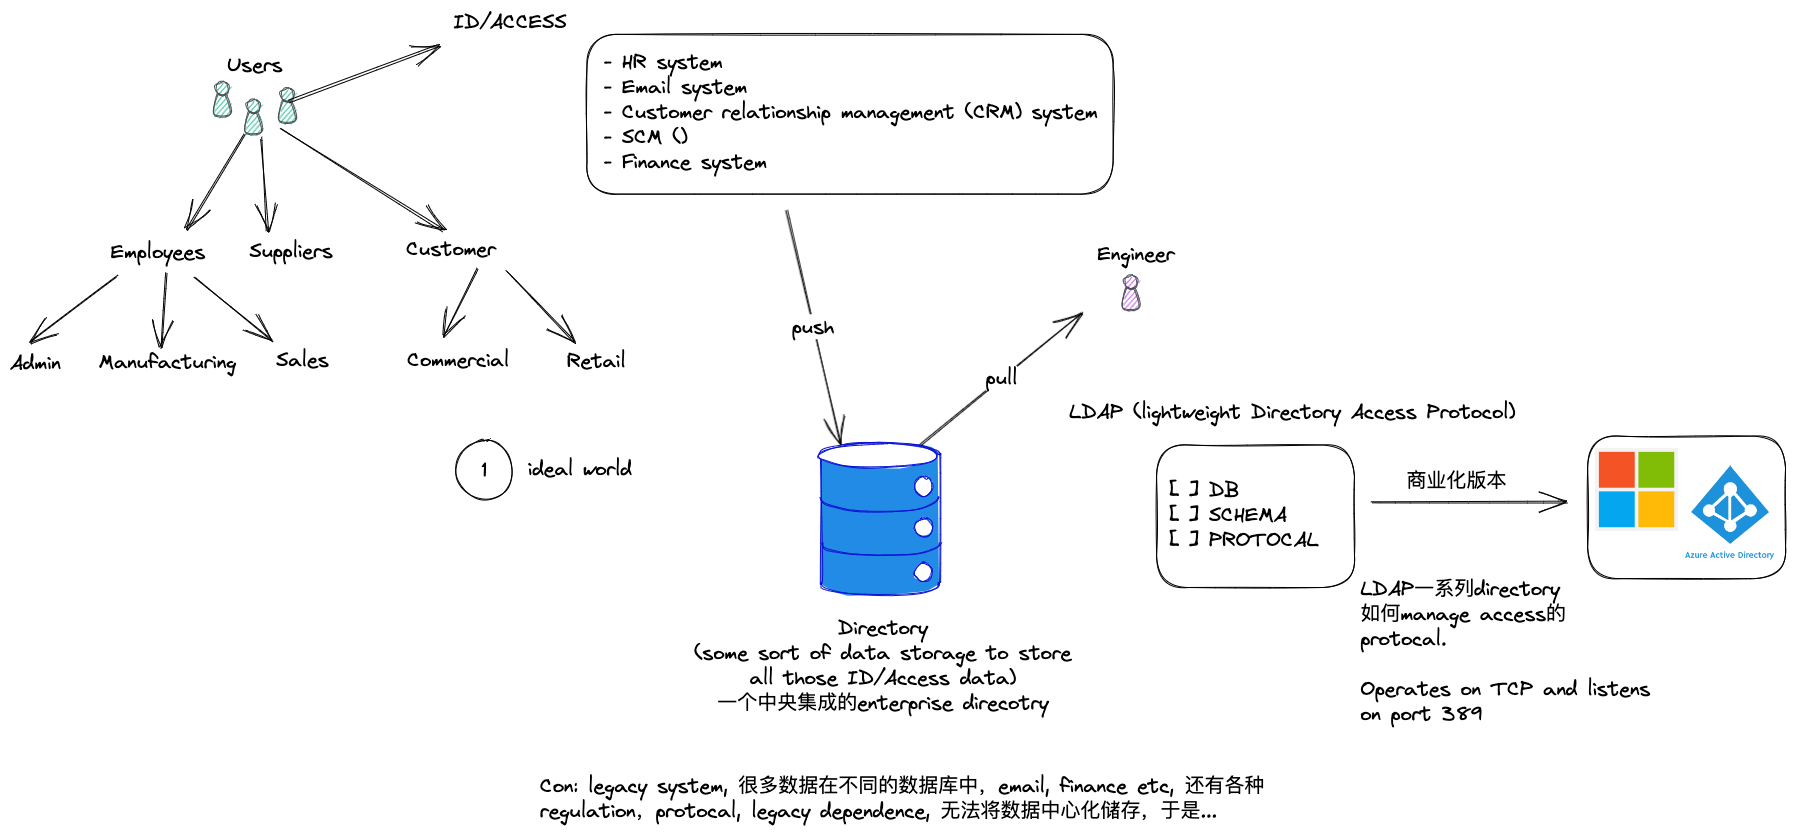 ID/ACCESS
Users
- HR system
- Email system
- Customer relationship management (CRM) system
- SCM ()
- Finance system
Employees
Suppliers
Customer
Engineer
Admin
Manufacturing
Sales
Commercial
Retail
push
pull
1
ideal world
LDAP (lightweight Directory Access Protocol)
[ ] DB
[ ] SCHEMA
[ ] PROTOCAL
商业化版本
Azure Active Directory
LDAP一系列directory
如何manage access的
protocal.
Operates on TCP and listens
on port 389
Directory
(some sort of data storage to store
all those ID/Access data)
一个中央集成的enterprise direcotry
Con: legacy system, 很多数据在不同的数据库中，email, finance etc, 还有各种
regulation，protocal, legacy dependence, 无法将数据中心化储存，于是...